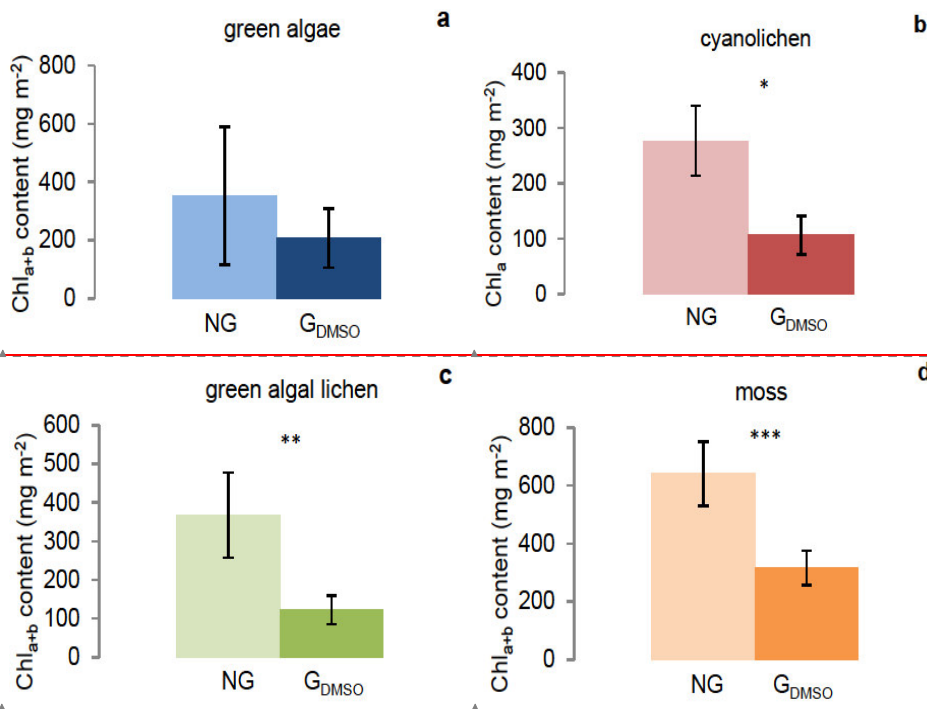 a
green algae
Chla+b content (mg m-2)
800
600
400
200
0
NG GDMSO
b
cyanolichen
Chla content (mg m-2)
400
300
200
100
0
*
NG GDMSO
c
green algal lichen
Chla+b content (mg m-2)
600
500
400
300
200
100
0
**
NG GDMSO
d
moss
Chla+b content (mg m-2)
800
600
400
200
0
***
NG GDMSO